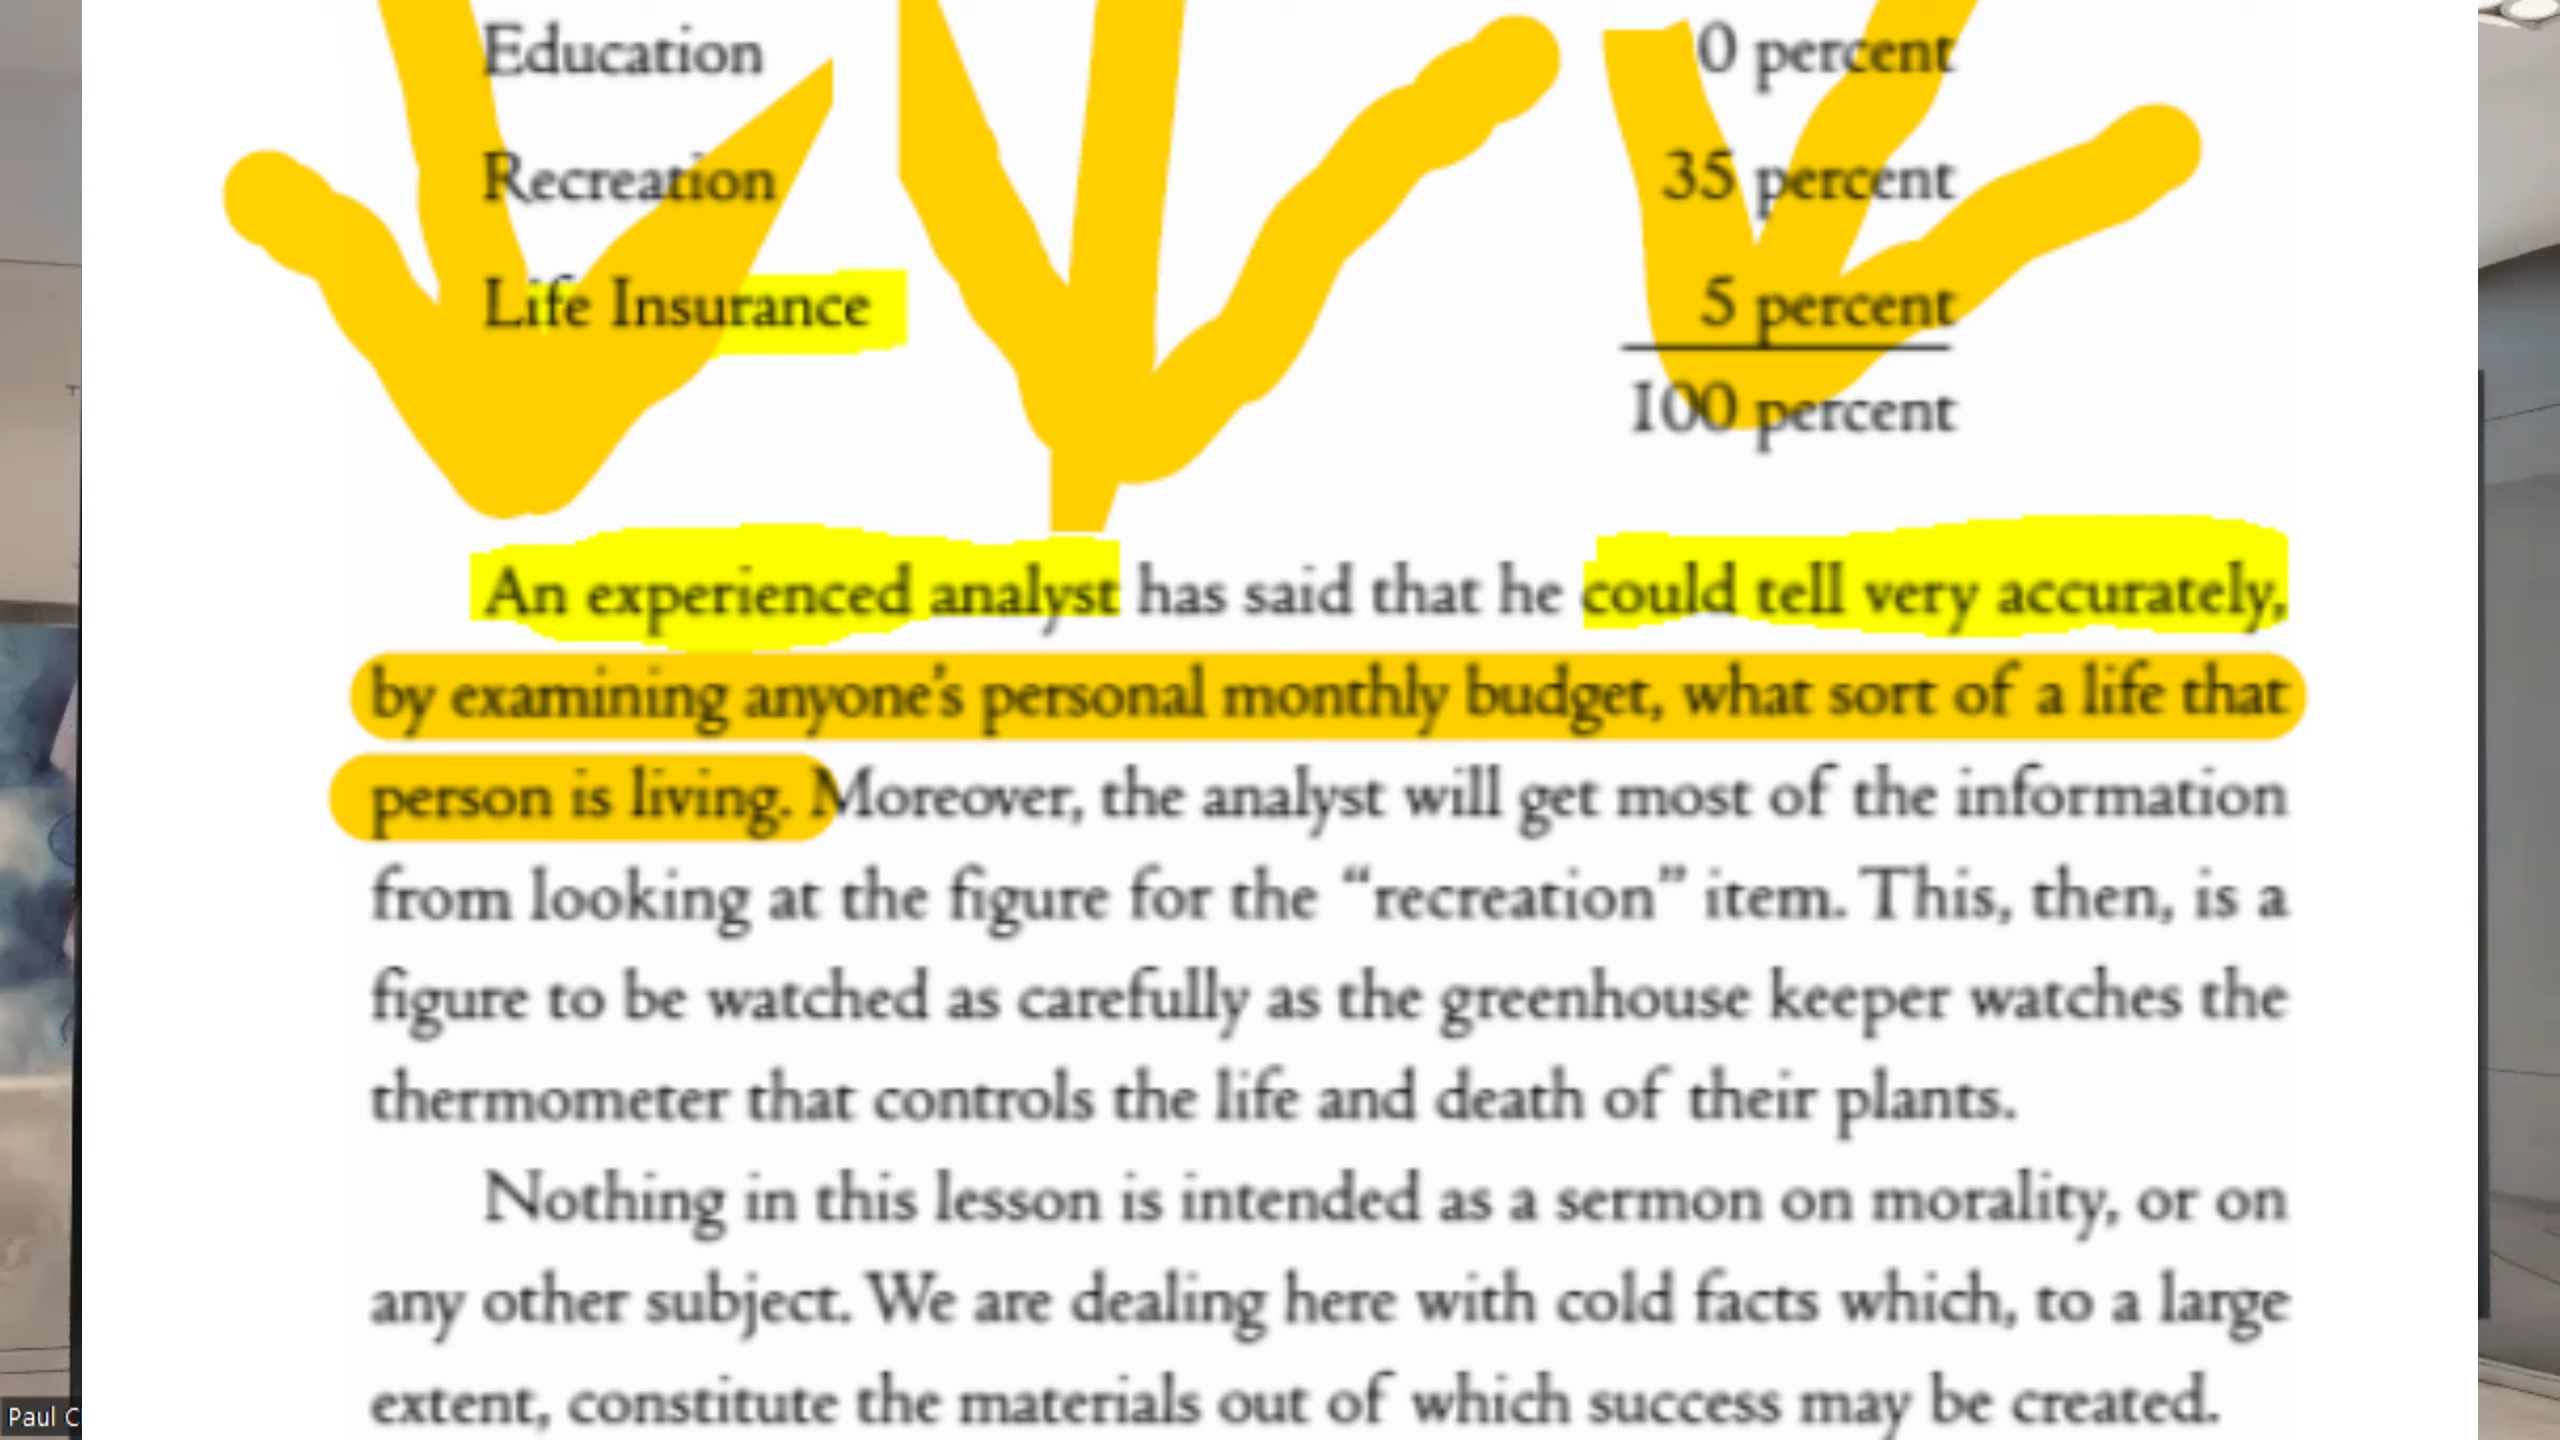 Education 0 percent
Recreation 35 percent
Life Insurance 5 percent
100 percent
An experienced analyst has said that he could tell very accurately,
by examining anyone's personal monthly budget, what sort of a life that
person is living. Moreover, the analyst will get most of the information
from looking at the figure for the “recreation” item. This, then, is a
figure to be watched as carefully as the greenhouse keeper watches the
thermometer that controls the life and death of their plants.
Nothing in this lesson is intended as a sermon on morality, or on
any other subject. We are dealing here with cold facts which, to a large
extent, constitute the materials out of which success may be created.
Paul C